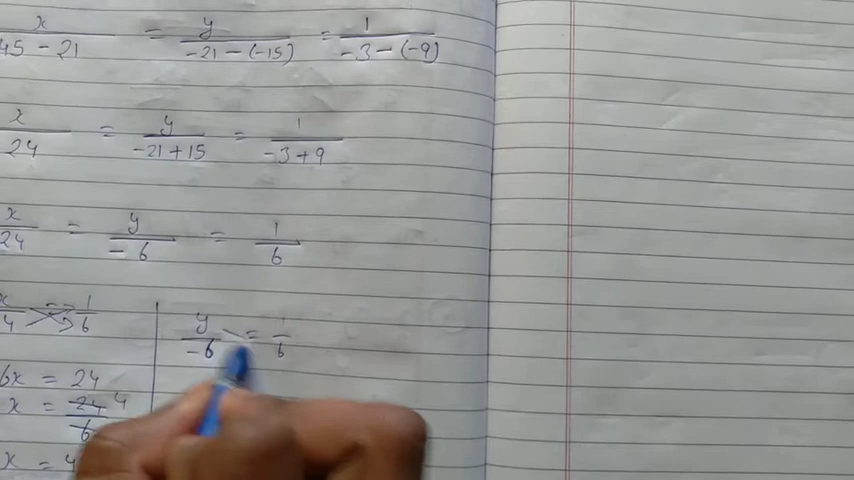 x/45 - 21 = y/-21 - (-15) = 1/-3 - (-9)
x/24 = y/-21 + 15 = 1/-3 + 9
x/24 = y/-6 = 1/6
x/4 = 1/6 | y/-6 = 1/6
6x = 24
x = 24/6 4
x = 4